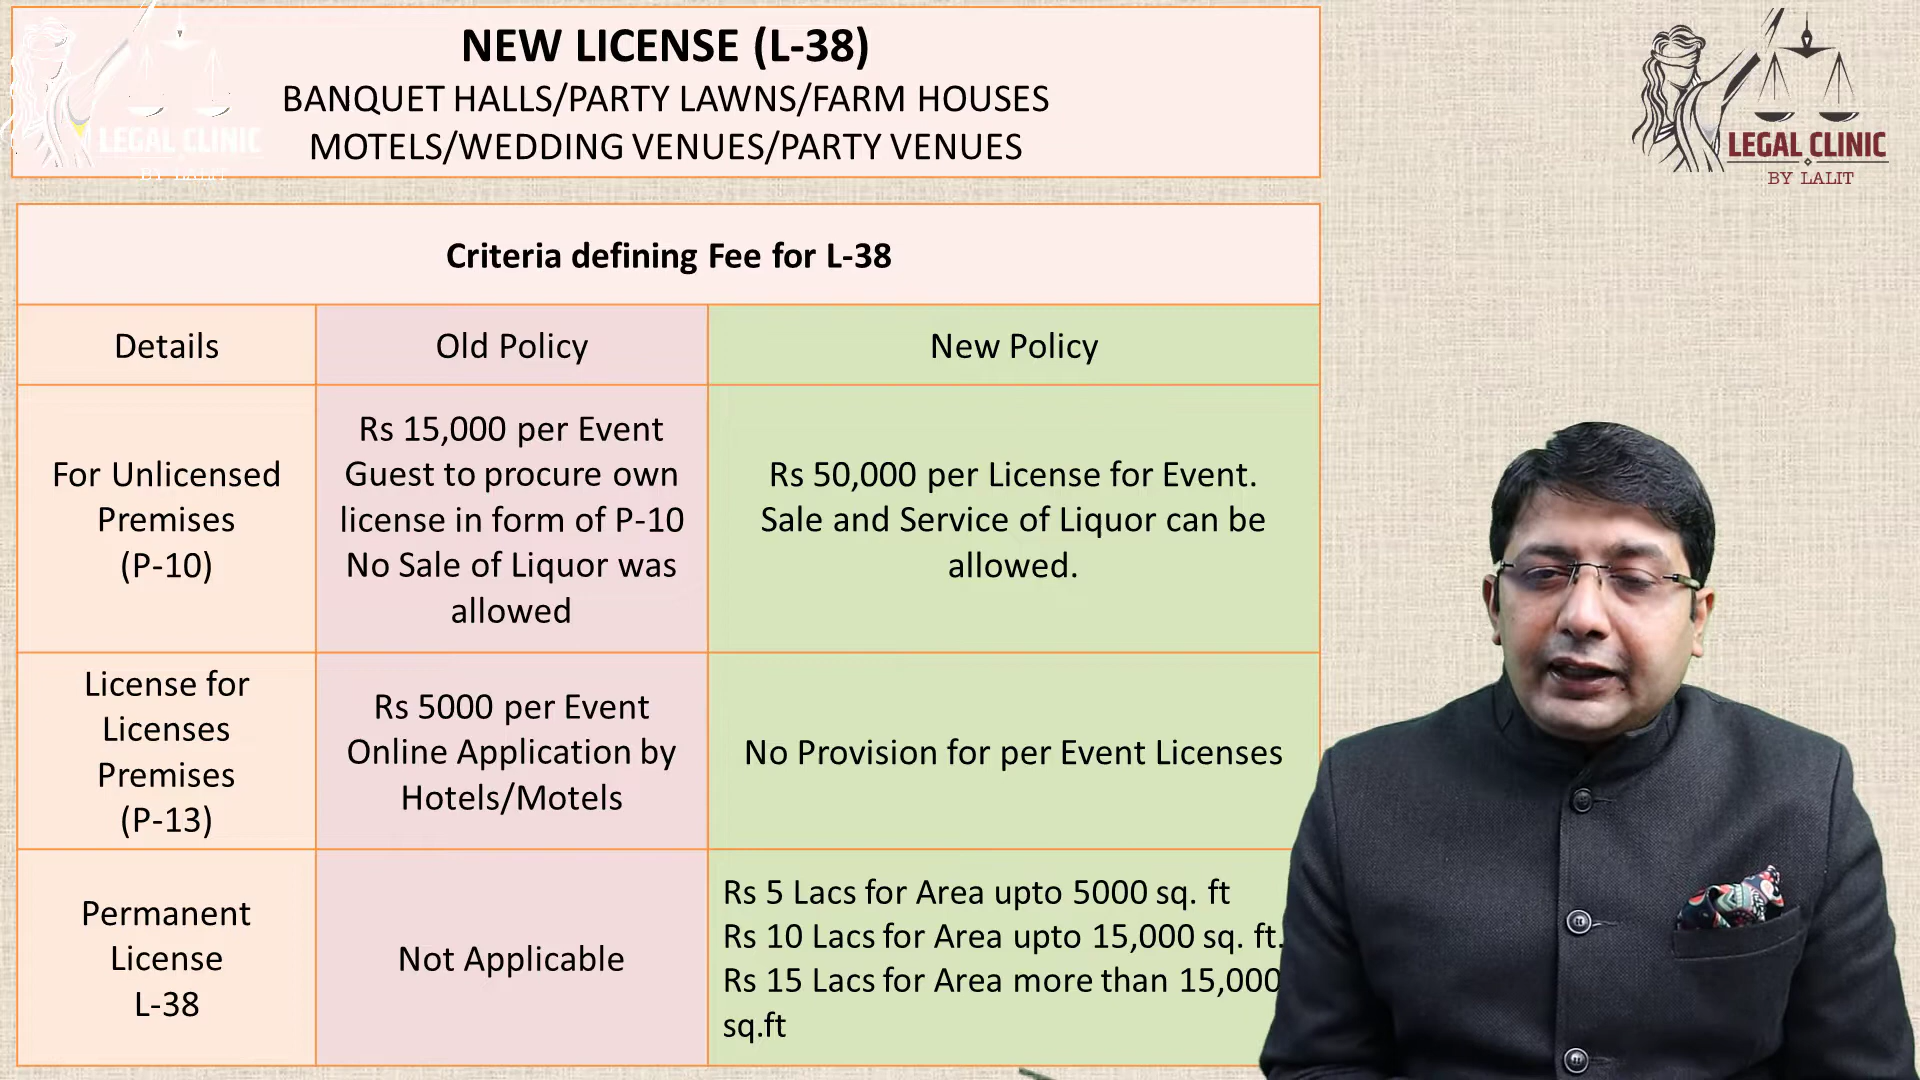 NEW LICENSE (L-38)
BANQUET HALLS/PARTY LAWNS/FARM HOUSES
MOTELS/WEDDING VENUES/PARTY VENUES
LEGAL CLINIC
BY LALIT
LEGAL CLINIC
BY LALIT
Criteria defining Fee for L-38
Details
Old Policy
New Policy
For Unlicensed
Premises
(P-10)
Rs 15,000 per Event
Guest to procure own
license in form of P-10
No Sale of Liquor was
allowed
Rs 50,000 per License for Event.
Sale and Service of Liquor can be
allowed.
License for
Licenses
Premises
(P-13)
Rs 5000 per Event
Online Application by
Hotels/Motels
No Provision for per Event Licenses
Permanent
License
L-38
Not Applicable
Rs 5 Lacs for Area upto 5000 sq. ft
Rs 10 Lacs for Area upto 15,000 sq. ft.
Rs 15 Lacs for Area more than 15,000
sq.ft